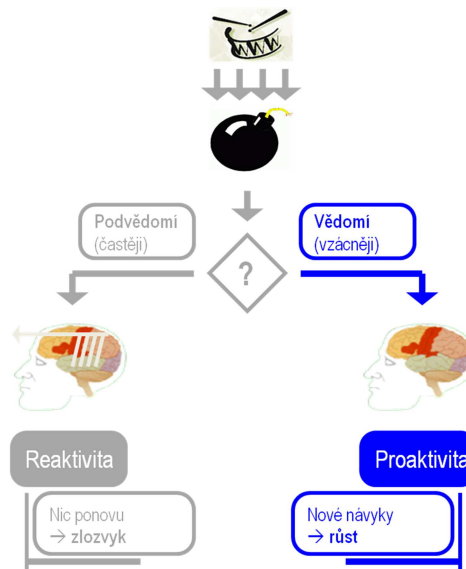 Podvědomí
(častěji)
Vědomí
(vzácněji)
?
Reaktivita
Proaktivita
Nic ponovu
→ zlozvyk
Nové návyky
→ růst